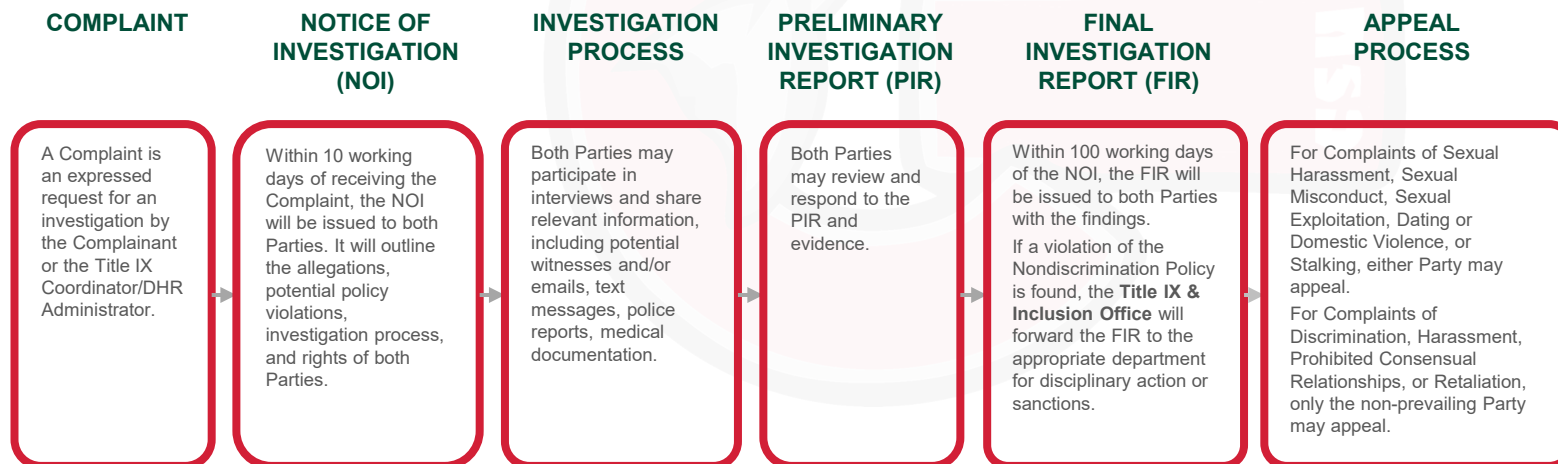 COMPLAINT
NOTICE OF
INVESTIGATION
(NOI)
INVESTIGATION
PROCESS
PRELIMINARY
INVESTIGATION
REPORT (PIR)
FINAL
INVESTIGATION
REPORT (FIR)
APPEAL
PROCESS
A Complaint is
an expressed
request for an
investigation by
the Complainant
or the Title IX
Coordinator/DHR
Administrator.
Within 10 working
days of receiving the
Complaint, the NOI
will be issued to both
Parties. It will outline
the allegations,
potential policy
violations,
investigation process,
and rights of both
Parties.
Both Parties may
participate in
interviews and share
relevant information,
including potential
witnesses and/or
emails, text
messages, police
reports, medical
documentation.
Both Parties
may review and
respond to the
PIR and
evidence.
Within 100 working days
of the NOI, the FIR will
be issued to both Parties
with the findings.
If a violation of the
Nondiscrimination Policy
is found, the Title IX &
Inclusion Office will
forward the FIR to the
appropriate department
for disciplinary action or
sanctions.
For Complaints of Sexual
Harassment, Sexual
Misconduct, Sexual
Exploitation, Dating or
Domestic Violence, or
Stalking, either Party may
appeal.
For Complaints of
Discrimination, Harassment,
Prohibited Consensual
Relationships, or Retaliation,
only the non-prevailing Party
may appeal.